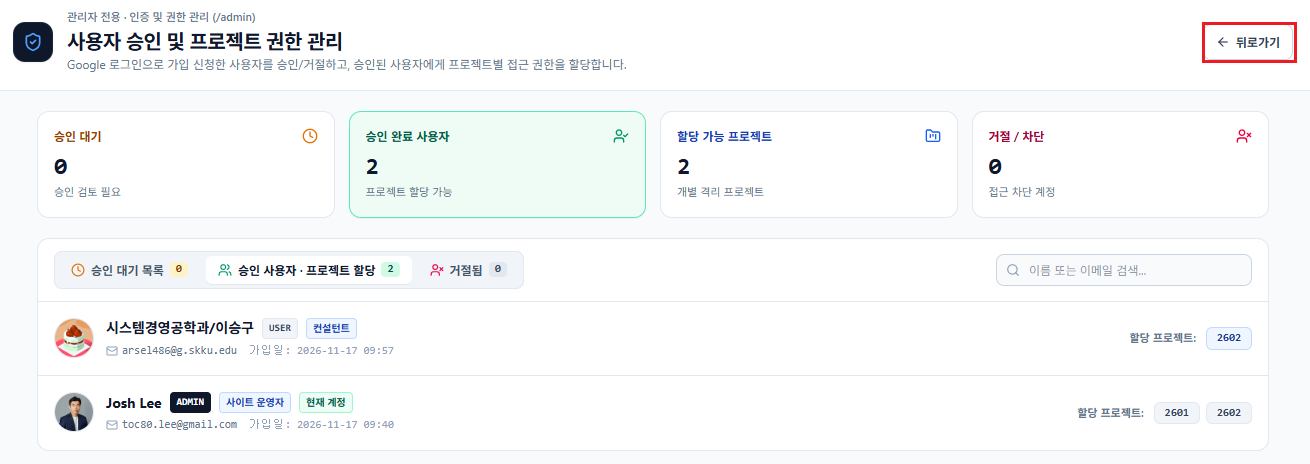 관리자 전용 · 인증 및 권한 관리 (/admin)
사용자 승인 및 프로젝트 권한 관리
Google 로그인으로 가입 신청한 사용자를 승인/거절하고, 승인된 사용자에게 프로젝트별 접근 권한을 할당합니다.
← 뒤로가기
승인 대기
0
승인 검토 필요
승인 완료 사용자
2
프로젝트 할당 가능
할당 가능 프로젝트
2
개별 격리 프로젝트
거절 / 차단
0
접근 차단 계정
승인 대기 목록 0 승인 사용자 · 프로젝트 할당 2 거절됨 0
이름 또는 이메일 검색...
시스템경영공학과/이승구 USER 컨설턴트
arsel486@g.skku.edu 가입일: 2026-11-17 09:57
할당 프로젝트: 2602
Josh Lee ADMIN 사이트 운영자 현재 계정
toc80.lee@gmail.com 가입일: 2026-11-17 09:40
할당 프로젝트: 2601 2602